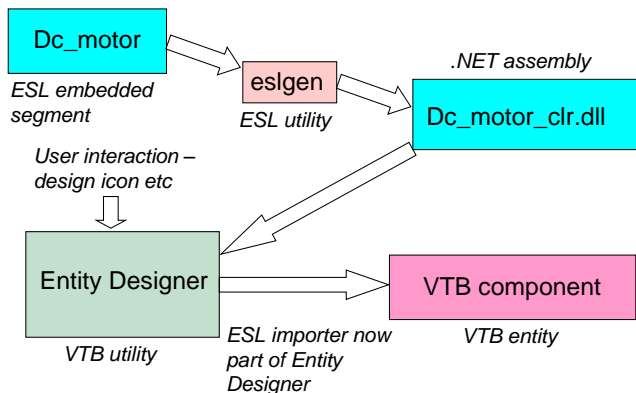 Dc_motor
ESL embedded
segment
eslgen
ESL utility
.NET assembly
Dc_motor_clr.dll
User interaction –
design icon etc
Entity Designer
VTB utility
ESL importer now
part of Entity
Designer
VTB component
VTB entity